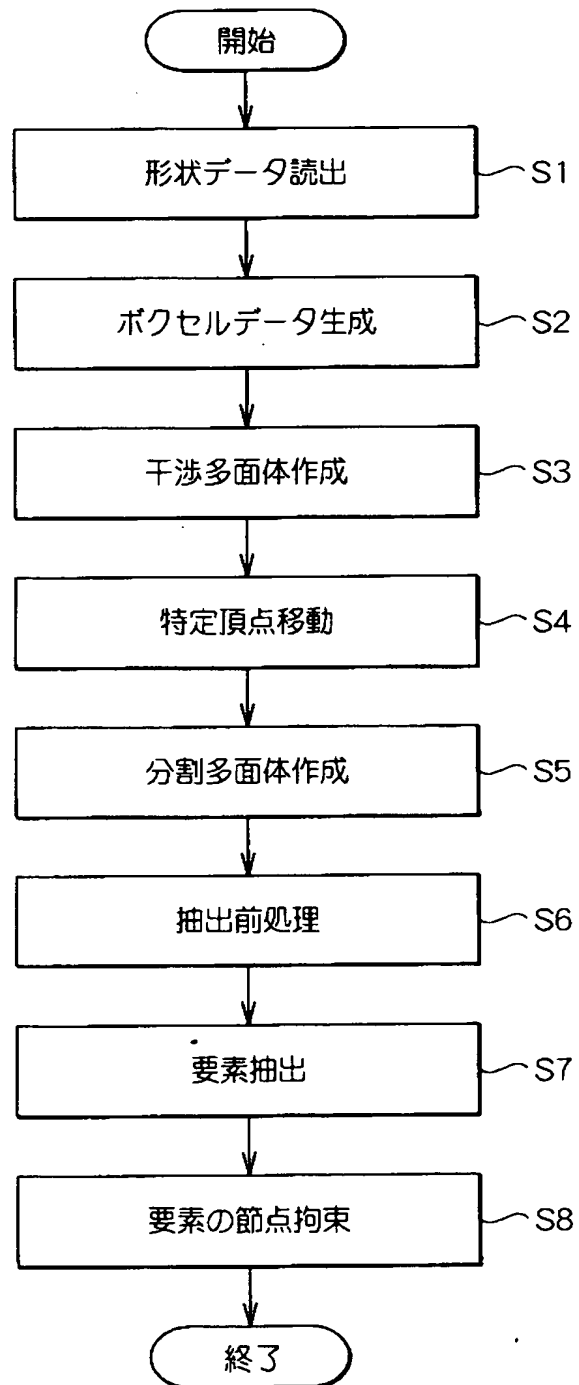 開始
形状データ読出
S1
ボクセルデータ生成
S2
干渉多面体作成
S3
特定頂点移動
S4
分割多面体作成
S5
抽出前処理
S6
要素抽出
S7
要素の節点拘束
S8
終了